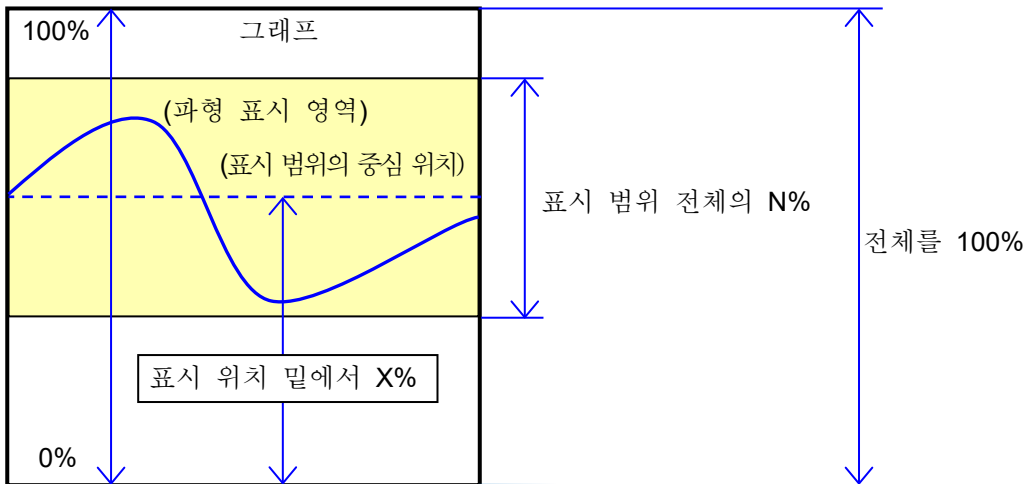 100%
그래프
(파형 표시 영역)
(표시 범위의 중심 위치)
표시 범위 전체의 N%
전체를 100%
표시 위치 밑에서 X%
0%